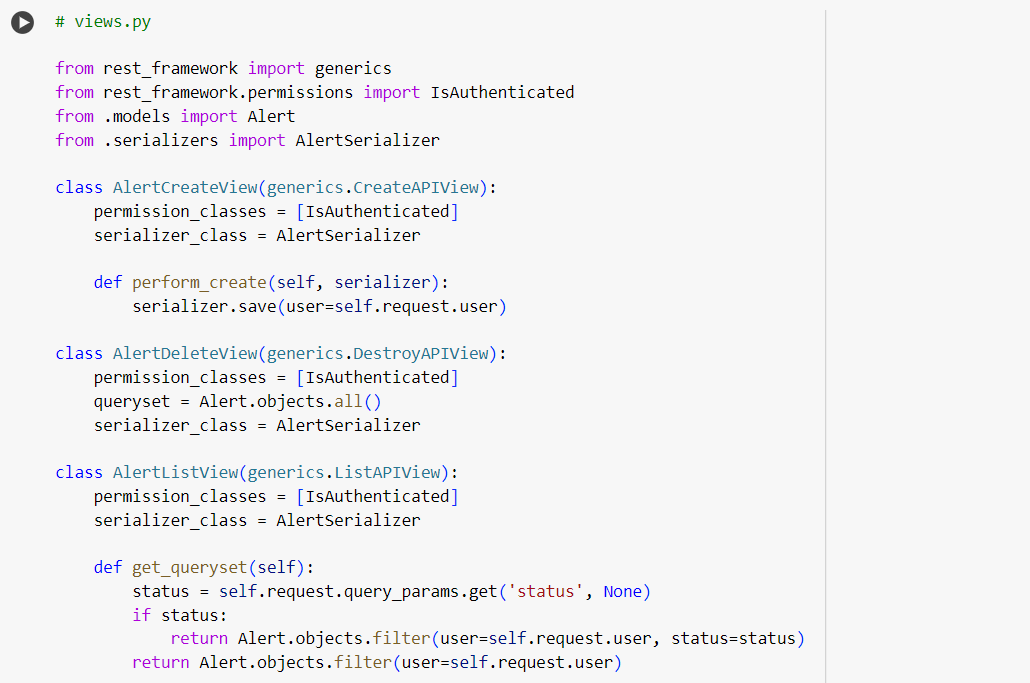 # views.py
from rest_framework import generics
from rest_framework.permissions import IsAuthenticated
from .models import Alert
from .serializers import AlertSerializer
class AlertCreateView(generics.CreateAPIView):
    permission_classes = [IsAuthenticated]
    serializer_class = AlertSerializer
    def perform_create(self, serializer):
        serializer.save(user=self.request.user)
class AlertDeleteView(generics.DestroyAPIView):
    permission_classes = [IsAuthenticated]
    queryset = Alert.objects.all()
    serializer_class = AlertSerializer
class AlertListView(generics.ListAPIView):
    permission_classes = [IsAuthenticated]
    serializer_class = AlertSerializer
    def get_queryset(self):
        status = self.request.query_params.get('status', None)
        if status:
            return Alert.objects.filter(user=self.request.user, status=status)
        return Alert.objects.filter(user=self.request.user)